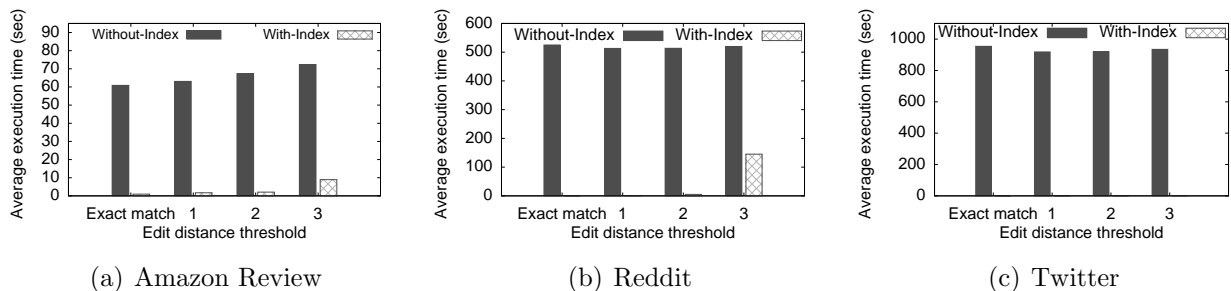 Average execution time (sec)
90
80
70
60
50
40
30
20
10
0
Without-Index With-Index
Exact match 1 2 3
Edit distance threshold
(a) Amazon Review
Average execution time (sec)
600
500
400
300
200
100
0
Without-Index With-Index
Exact match 1 2 3
Edit distance threshold
(b) Reddit
Average execution time (sec)
1000
800
600
400
200
0
Without-Index With-Index
Exact match 1 2 3
Edit distance threshold
(c) Twitter